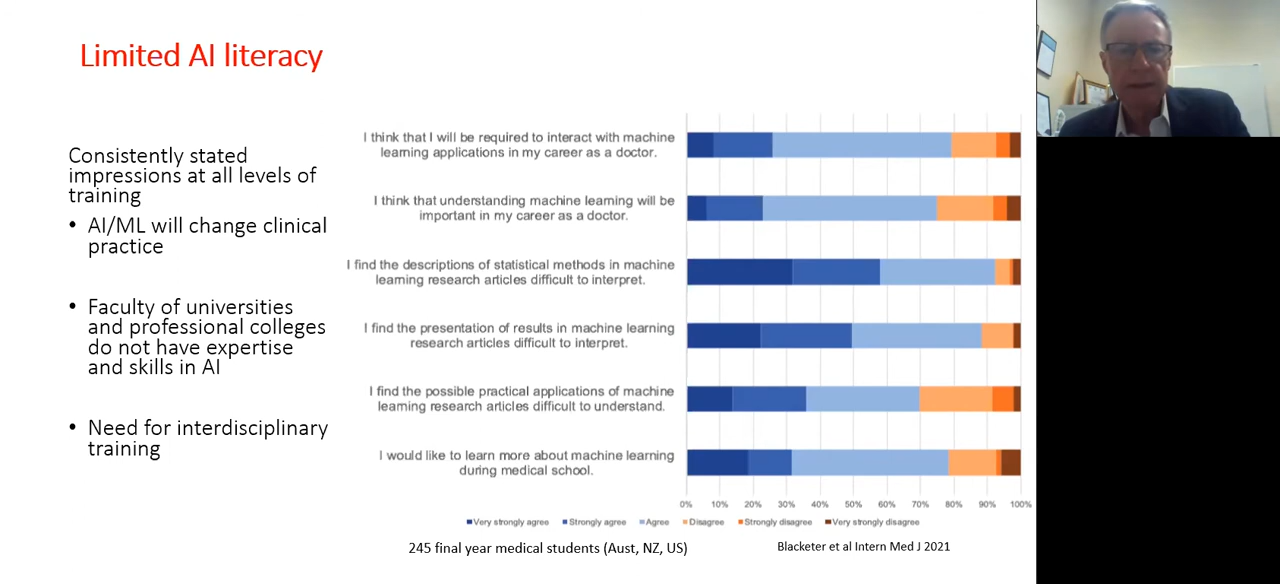 Limited AI literacy
Consistently stated
impressions at all levels of
training
• AI/ML will change clinical
practice
• Faculty of universities
and professional colleges
do not have expertise
and skills in AI
• Need for interdisciplinary
training
I think that I will be required to interact with machine
learning applications in my career as a doctor.
I think that understanding machine learning will be
important in my career as a doctor.
I find the descriptions of statistical methods in machine
learning research articles difficult to interpret.
I find the presentation of results in machine learning
research articles difficult to interpret.
I find the possible practical applications of machine
learning research articles difficult to understand.
I would like to learn more about machine learning
during medical school.
0% 10% 20% 30% 40% 50% 60% 70% 80% 90% 100%
Very strongly agree Strongly agree Agree Disagree Strongly disagree Very strongly disagree
245 final year medical students (Aust, NZ, US)
Blacketer et al Intern Med J 2021